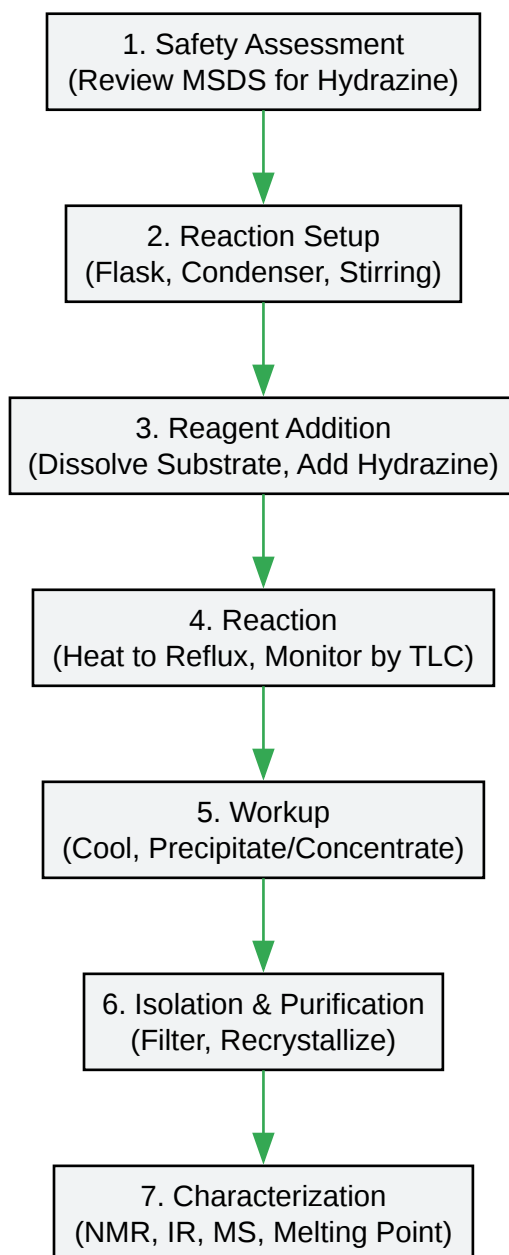 1. Safety Assessment
(Review MSDS for Hydrazine)
2. Reaction Setup
(Flask, Condenser, Stirring)
3. Reagent Addition
(Dissolve Substrate, Add Hydrazine)
4. Reaction
(Heat to Reflux, Monitor by TLC)
5. Workup
(Cool, Precipitate/Concentrate)
6. Isolation & Purification
(Filter, Recrystallize)
7. Characterization
(NMR, IR, MS, Melting Point)